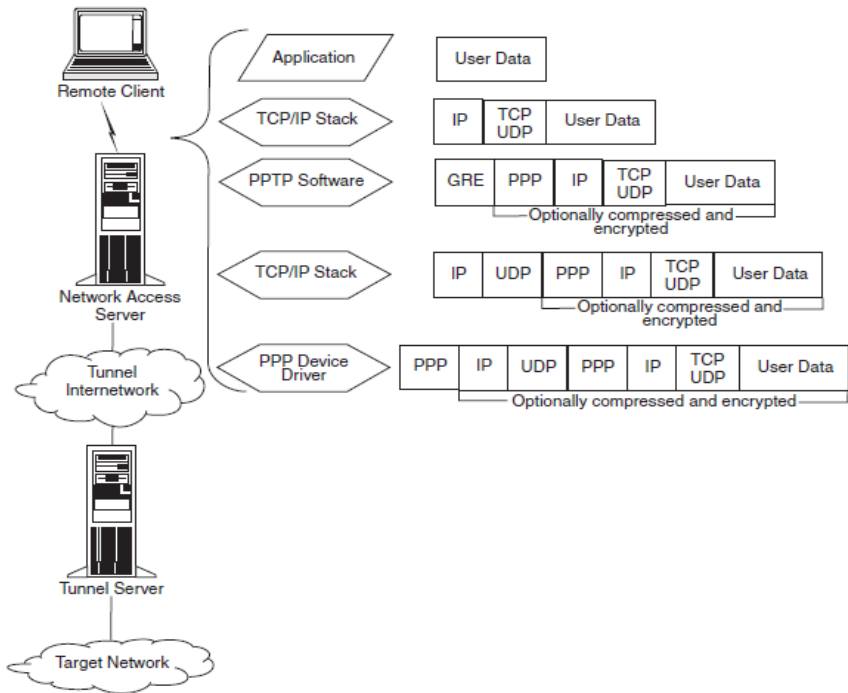 Remote Client
Network Access
Server
Tunnel
Internetwork
Tunnel Server
Target Network
Application
User Data
TCP/IP Stack
IP TCP UDP User Data
PPTP Software
GRE PPP IP TCP UDP User Data
Optionally compressed and
encrypted
TCP/IP Stack
IP UDP PPP IP TCP UDP User Data
Optionally compressed and
encrypted
PPP Device
Driver
PPP IP UDP PPP IP TCP UDP User Data
Optionally compressed and encrypted